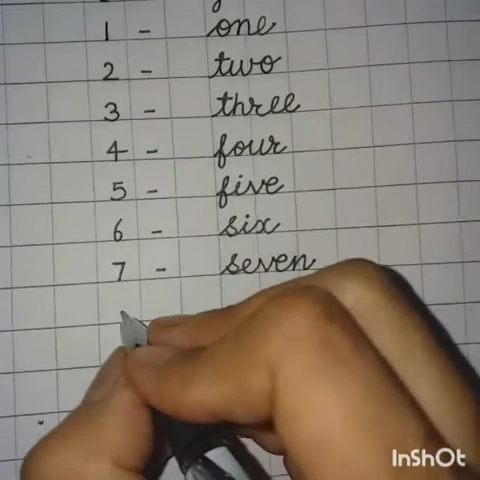 1 - one
2 - two
3 - three
4 - four
5 - five
6 - six
7 - seven
InShOt